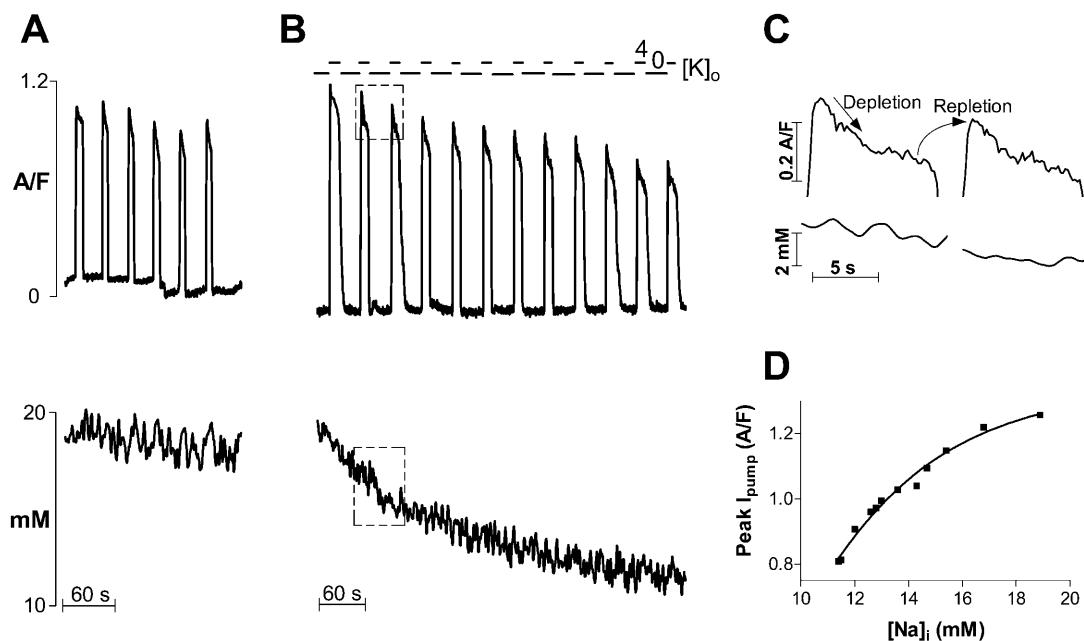 A
B
C
4 0 [K]o
1.2
A/F
0
Depletion
Repletion
0.2 A/F
2 mM
5 s
20
mM
10
60 s
60 s
D
Peak Ipump (A/F)
1.2
1.0
0.8
10 12 14 16 18 20
[Na]i (mM)